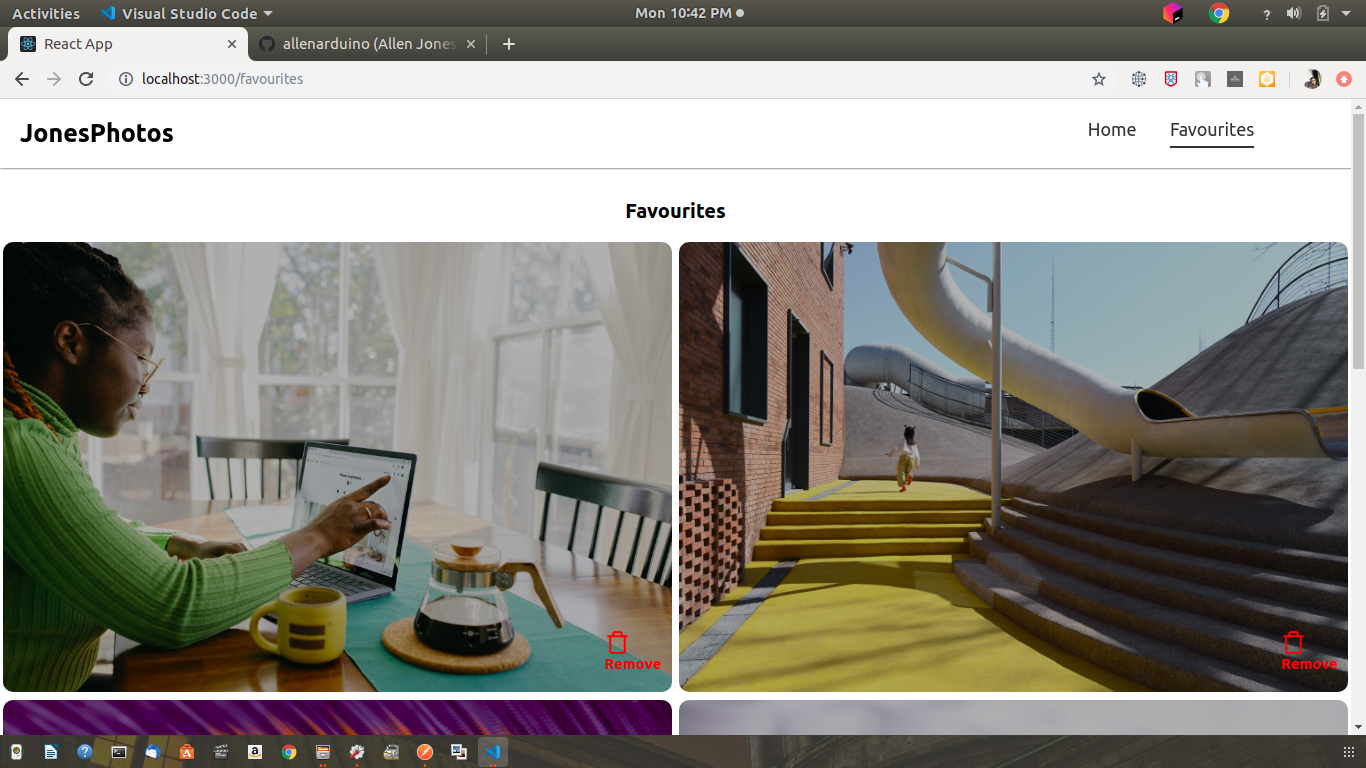 Activities Visual Studio Code Mon 10:42 PM
React App allenarduino (Allen Jones
localhost:3000/favourites
JonesPhotos Home Favourites
Favourites
Remove Remove